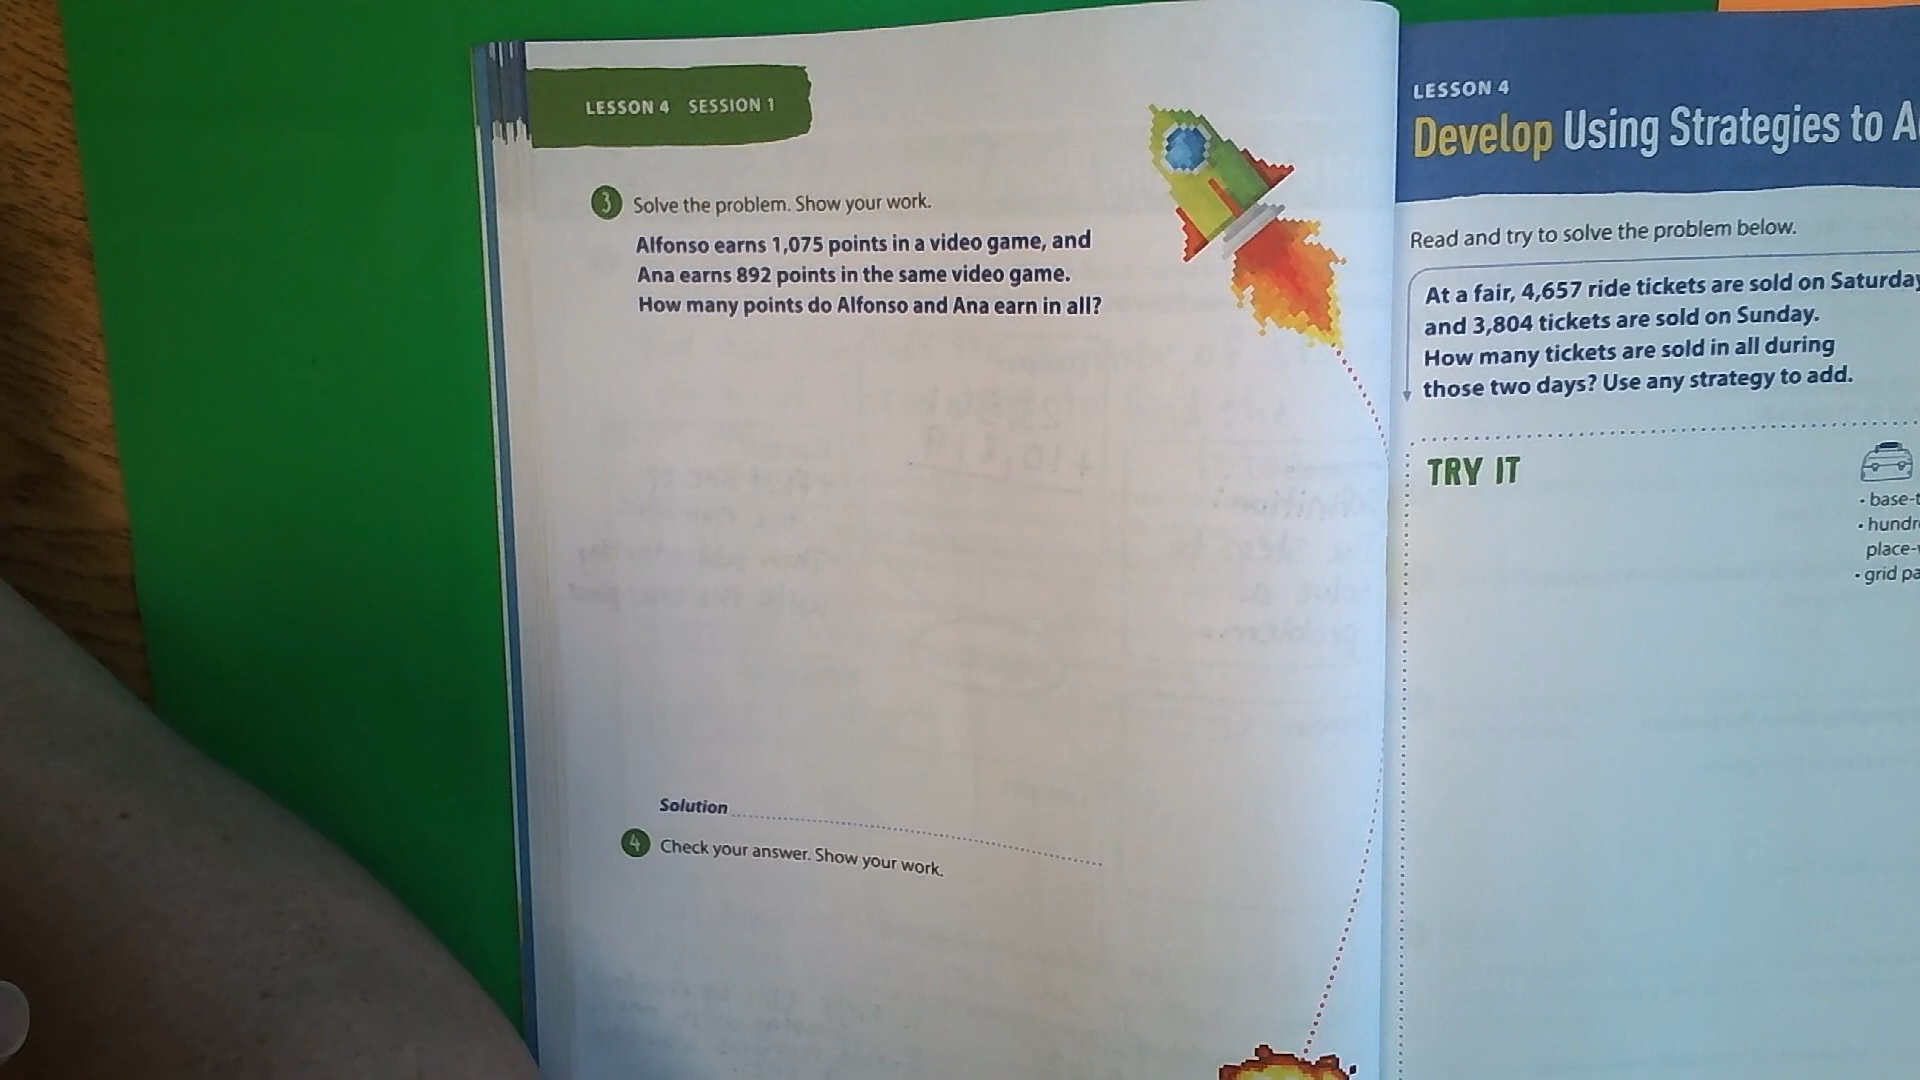 LESSON 4 SESSION 1
3 Solve the problem. Show your work.
Alfonso earns 1,075 points in a video game, and
Ana earns 892 points in the same video game.
How many points do Alfonso and Ana earn in all?
Solution
4 Check your answer. Show your work.
LESSON 4
Develop Using Strategies to A
Read and try to solve the problem below.
At a fair, 4,657 ride tickets are sold on Saturday
and 3,804 tickets are sold on Sunday.
How many tickets are sold in all during
those two days? Use any strategy to add.
TRY IT
• base-t
• hundr
place-
• grid pa